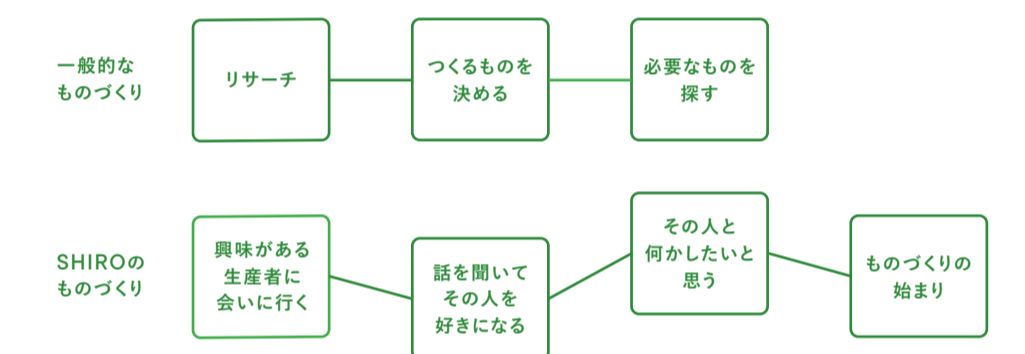 一般的な
ものづくり
リサーチ
つくるものを
決める
必要なものを
探す
SHIROの
ものづくり
興味がある
生産者に
会いに行く
話を聞いて
その人を
好きになる
その人と
何かしたいと
思う
ものづくりの
始まり